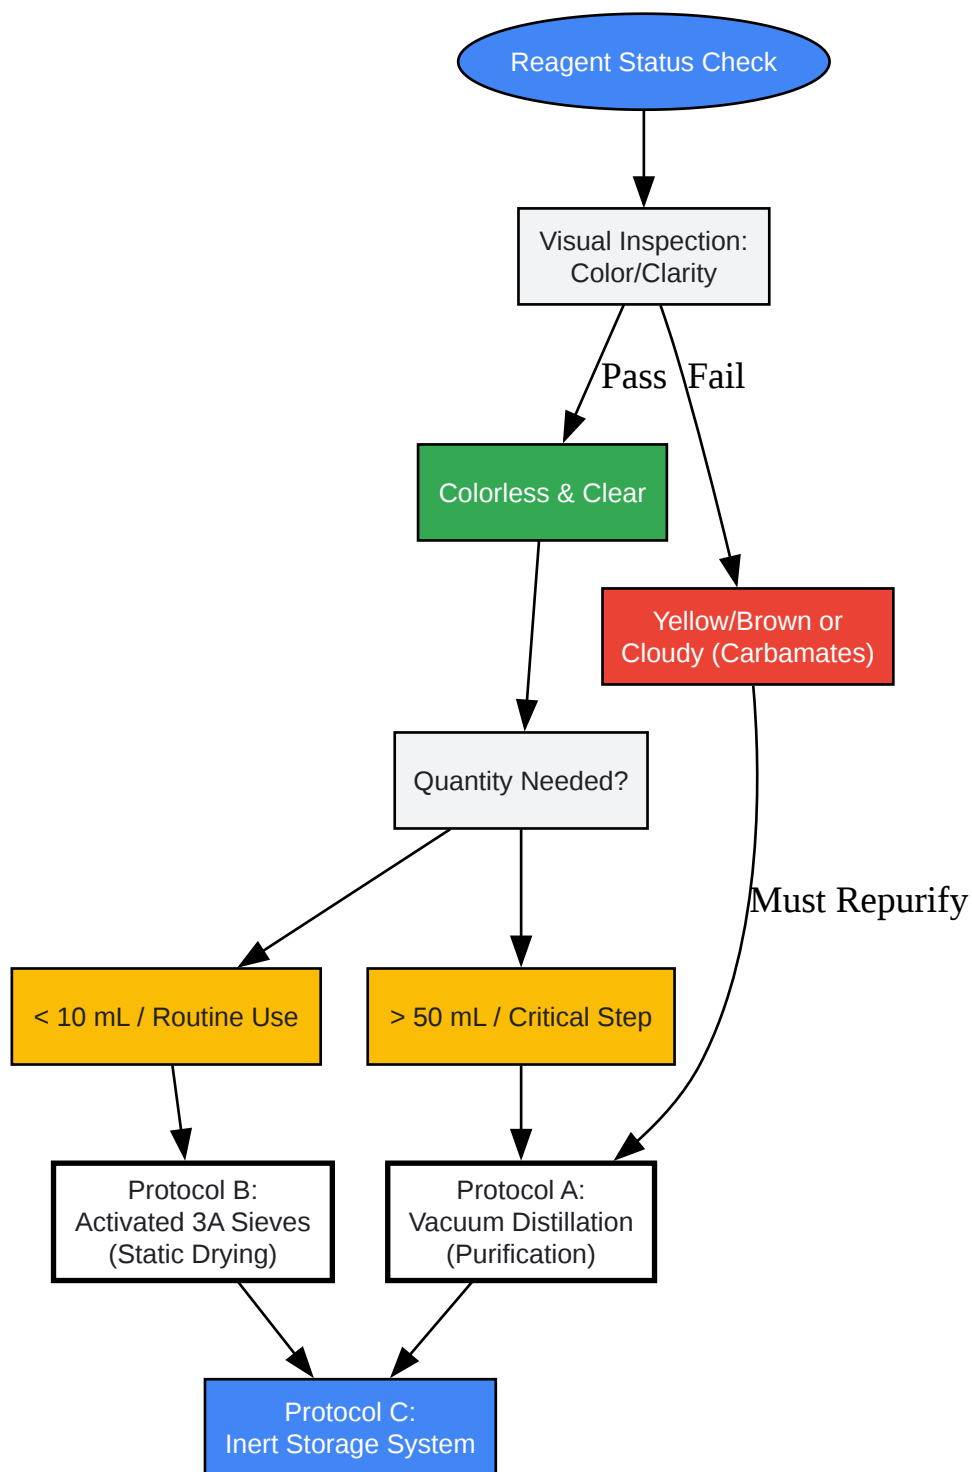 Reagent Status Check
Visual Inspection:
Color/Clarity
Pass
Fail
Colorless & Clear
Yellow/Brown or
Cloudy (Carbamates)
Quantity Needed?
Must Repurify
< 10 mL / Routine Use
> 50 mL / Critical Step
Protocol B:
Activated 3A Sieves
(Static Drying)
Protocol A:
Vacuum Distillation
(Purification)
Protocol C:
Inert Storage System